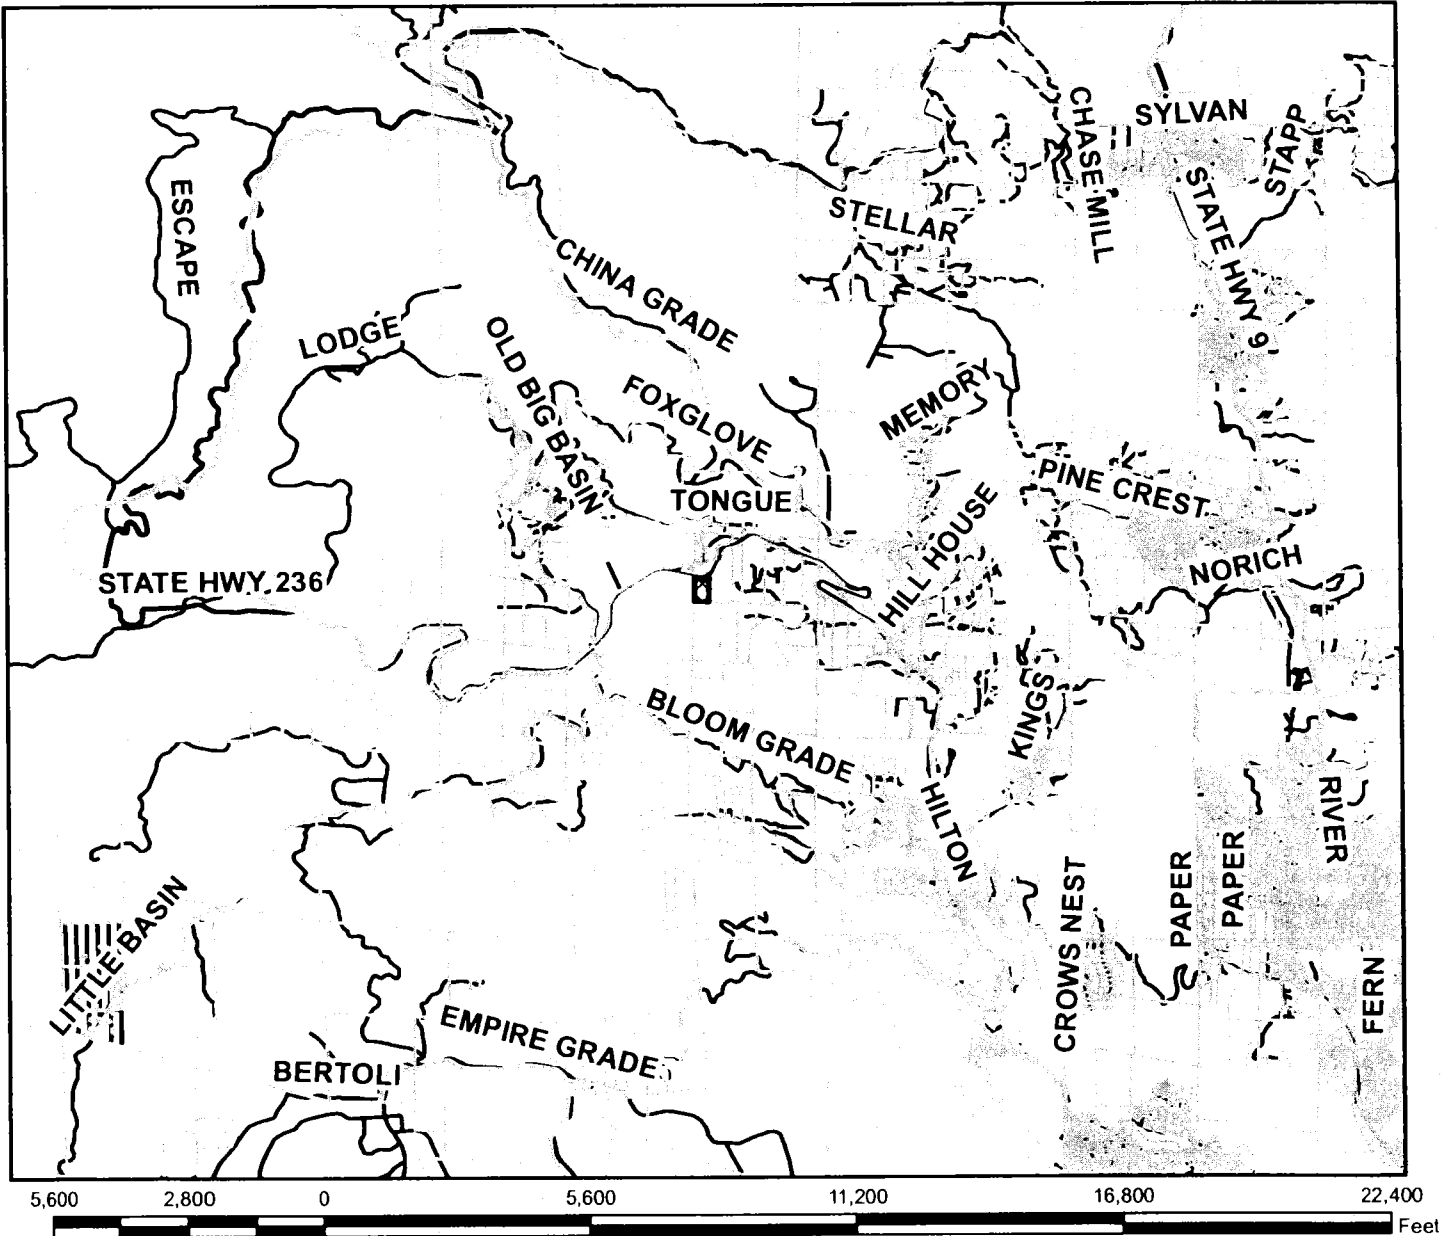 SYLVAN
CHASE MILL
STAPP
ESCAPE
STATE HWY 9
STELLAR
CHINA GRADE
LODGE
OLD BIG BASIN
FOXGLOVE
MEMORY
PINE CREST
TONGUE
HILL HOUSE
NORICH
STATE HWY 236
KINGS
BLOOM GRADE
HILTON
RIVER
PAPER
PAPER
CROWS NEST
LITTLE BASIN
FERN
EMPIRE GRADE
BERTOLI
5,600 2,800 0 5,600 11,200 16,800 22,400
Feet